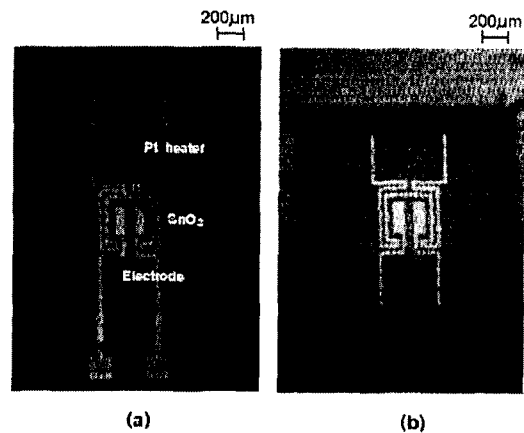 200μm
200μm
Pt heater
SnO₂
Electrode
(a)
(b)